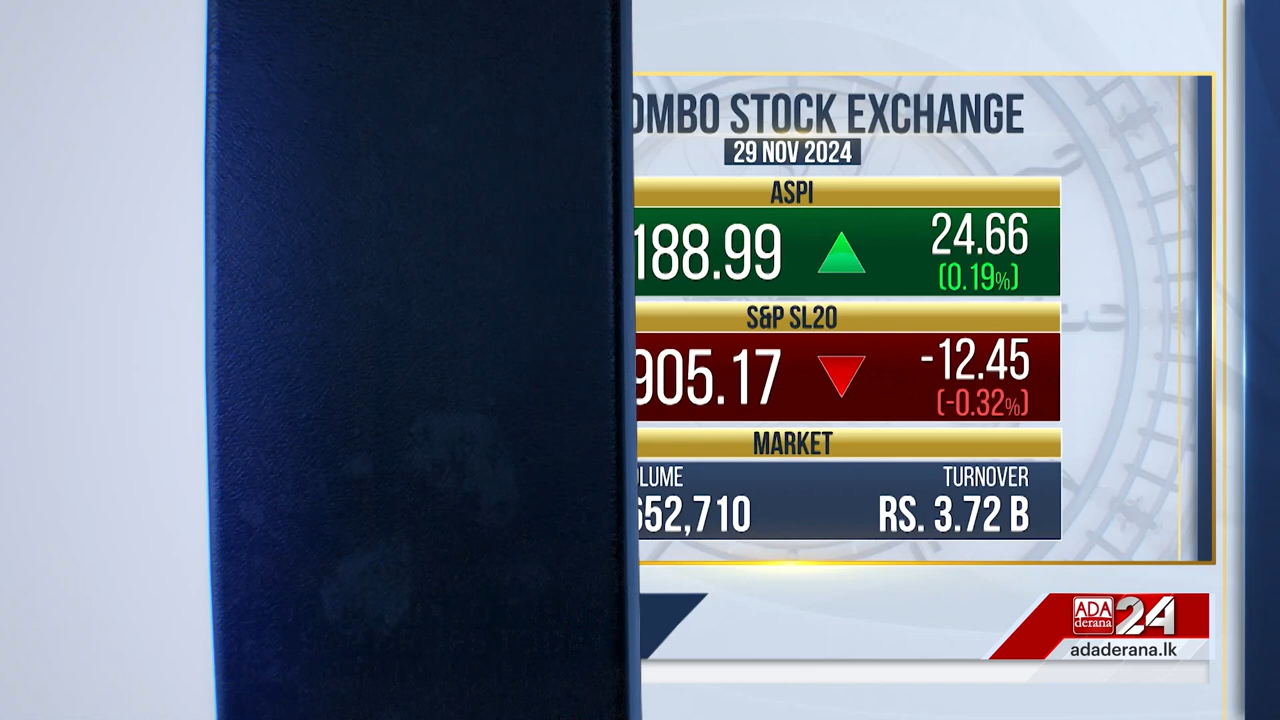 OMBO STOCK EXCHANGE
29 NOV 2024
ASPI
188.99 24.66
(0.19%)
S&P SL20
905.17 -12.45
(-0.32%)
MARKET
LUME TURNOVER
652,710 RS. 3.72 B
ADA
derana 24
adaderana.lk